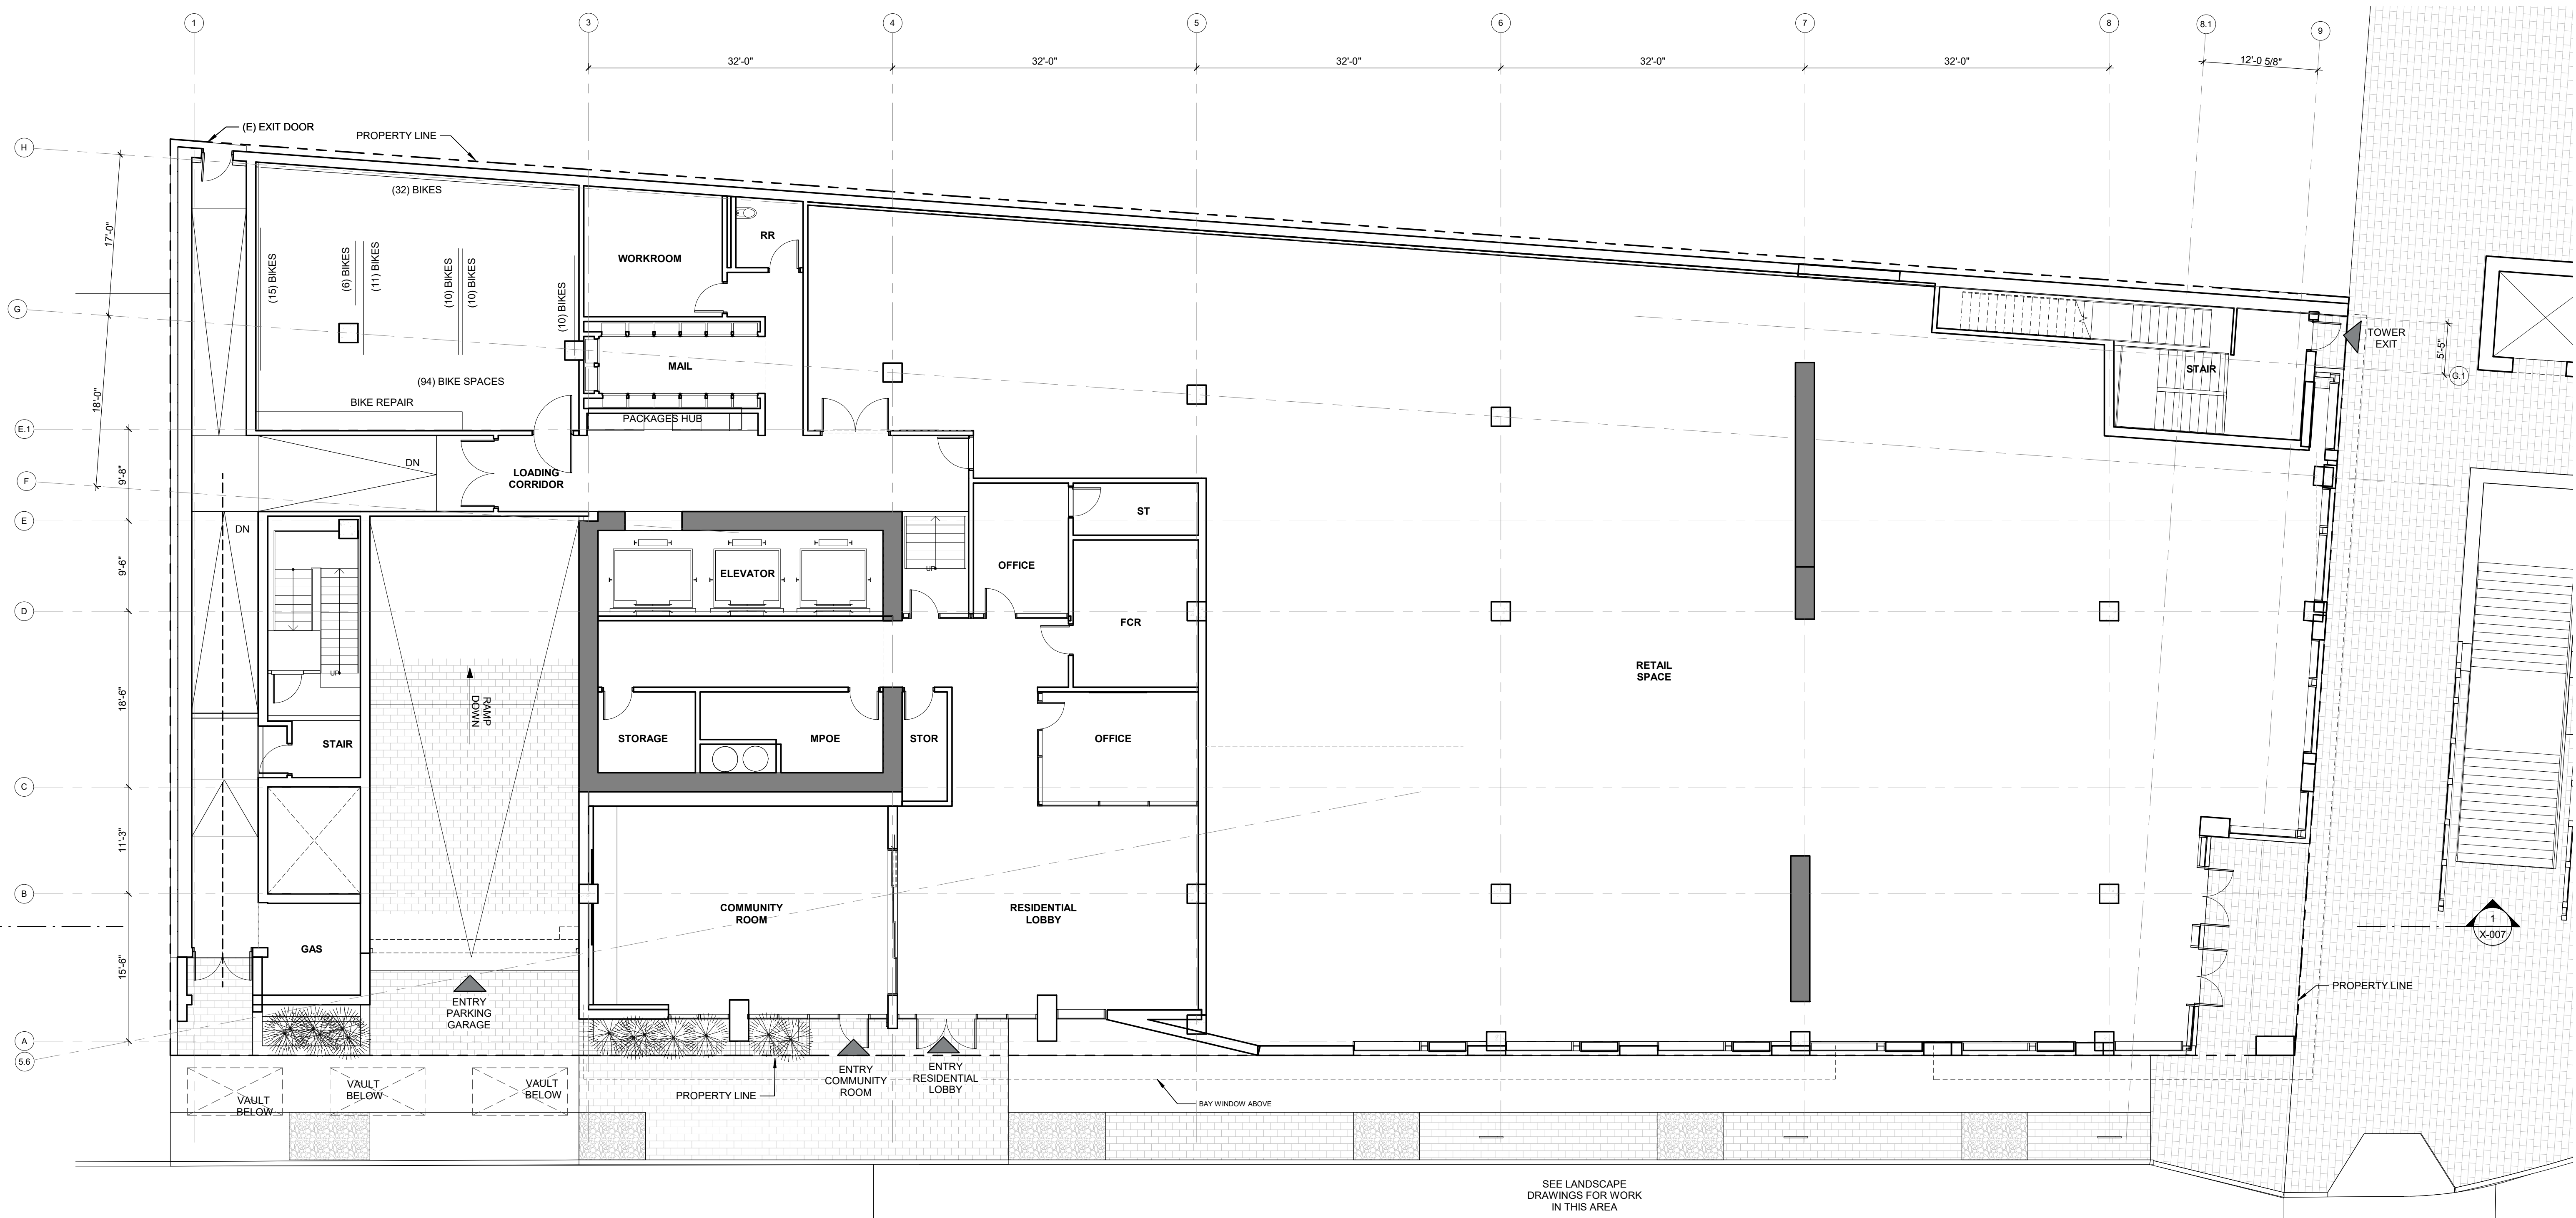 1
3
4
5
6
7
8
8.1
9
32'-0"
32'-0"
32'-0"
32'-0"
32'-0"
12'-0 5/8"
(E) EXIT DOOR
PROPERTY LINE
H
17'-0"
(32) BIKES
RR
WORKROOM
(15) BIKES
(6) BIKES
(11) BIKES
(10) BIKES
(10) BIKES
(10) BIKES
G
TOWER
EXIT
5'-5"
G.1
STAIR
MAIL
(94) BIKE SPACES
BIKE REPAIR
18'-0"
PACKAGES HUB
E.1
DN
LOADING
CORRIDOR
9'-8"
F
E
DN
ST
9'-6"
ELEVATOR
UP
OFFICE
D
FCR
UP
RETAIL
SPACE
18'-6"
RAMP
DOWN
STAIR
STORAGE
MPOE
STOR
OFFICE
C
11'-3"
B
COMMUNITY
ROOM
RESIDENTIAL
LOBBY
GAS
1
X-007
15'-6"
PROPERTY LINE
ENTRY
PARKING
GARAGE
A
5.6
ENTRY
COMMUNITY
ROOM
ENTRY
RESIDENTIAL
LOBBY
VAULT
BELOW
VAULT
BELOW
VAULT
BELOW
PROPERTY LINE
BAY WINDOW ABOVE
SEE LANDSCAPE
DRAWINGS FOR WORK
IN THIS AREA